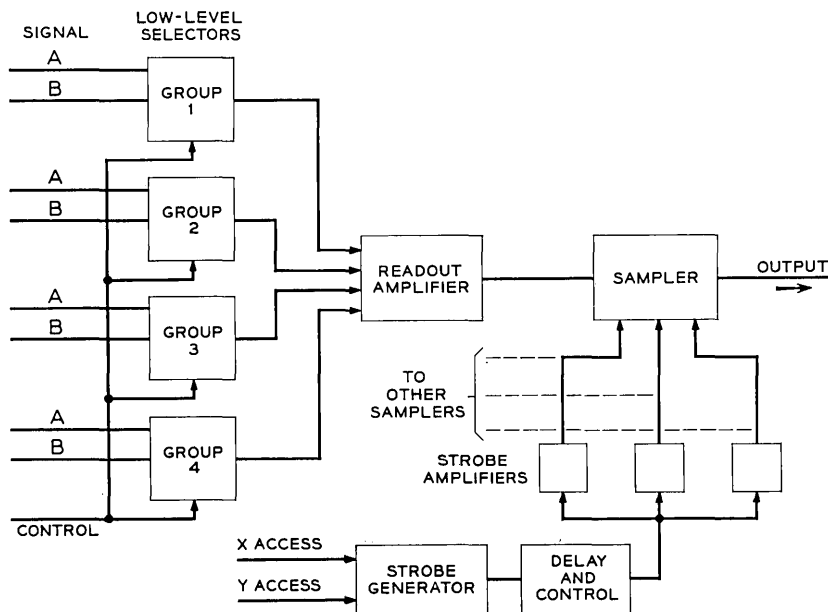 SIGNAL
LOW-LEVEL
SELECTORS
A
B
GROUP
1
A
B
GROUP
2
READOUT
AMPLIFIER
SAMPLER
OUTPUT
A
B
GROUP
3
TO
OTHER
SAMPLERS
A
B
GROUP
4
STROBE
AMPLIFIERS
CONTROL
X ACCESS
Y ACCESS
STROBE
GENERATOR
DELAY
AND
CONTROL